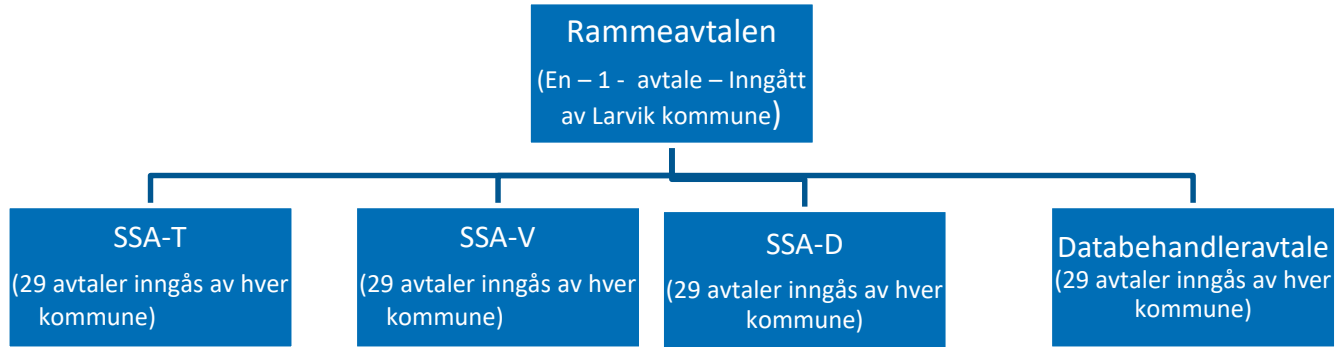 Rammeavtalen
(En – 1 - avtale – Inngått
av Larvik kommune)
SSA-T
(29 avtaler inngås av hver
kommune)
SSA-V
(29 avtaler inngås av hver
kommune)
SSA-D
(29 avtaler inngås av hver
kommune)
Databehandleravtale
(29 avtaler inngås av hver
kommune)